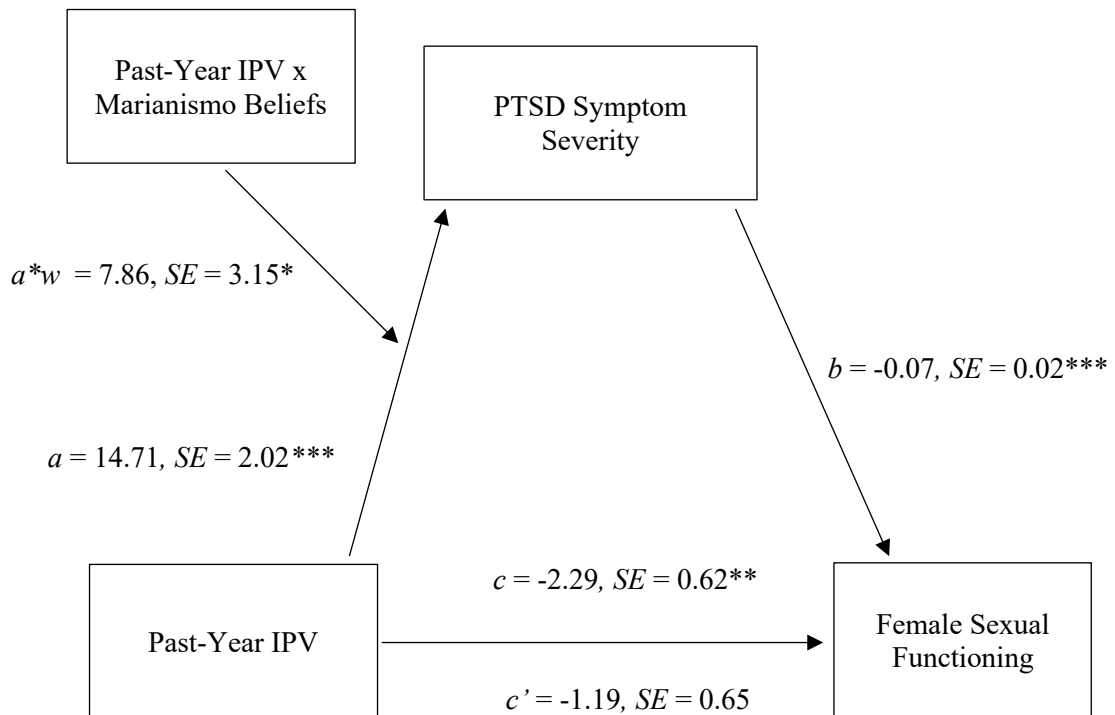 Past-Year IPV x
Marianismo Beliefs
PTSD Symptom
Severity
a*w = 7.86, SE = 3.15*
b = -0.07, SE = 0.02***
a = 14.71, SE = 2.02***
c = -2.29, SE = 0.62**
Past-Year IPV
Female Sexual
Functioning
c’ = -1.19, SE = 0.65